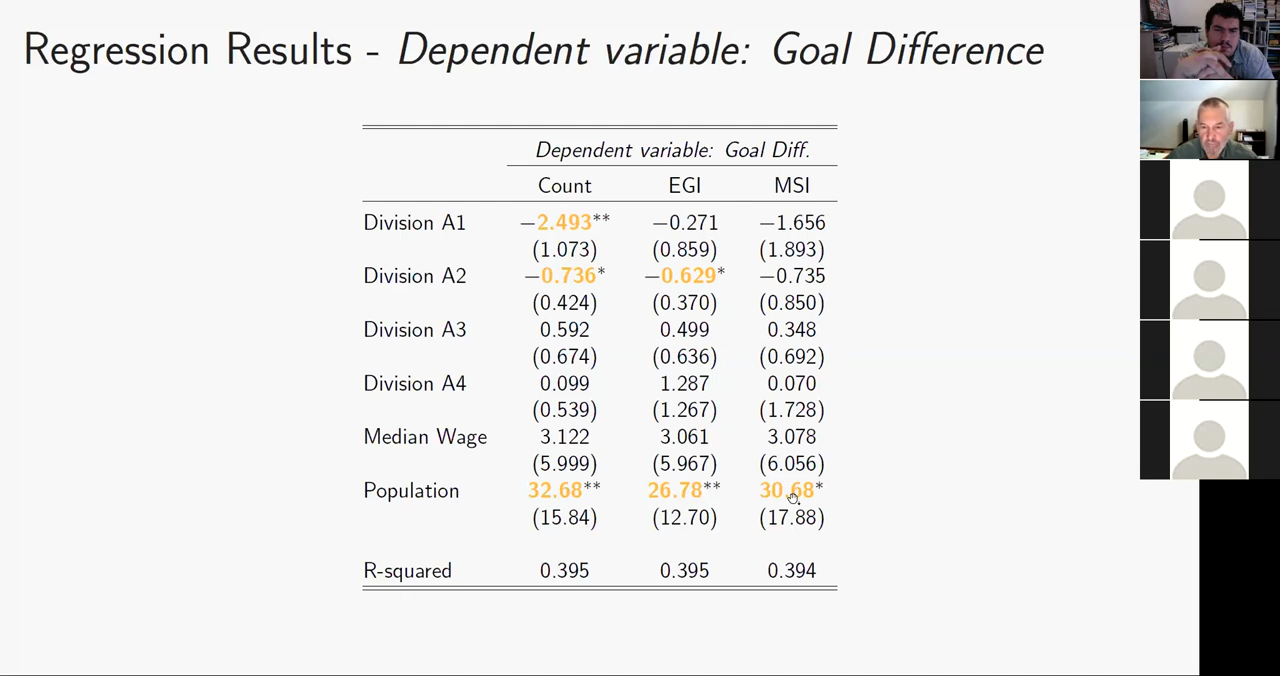 Regression Results - Dependent variable: Goal Difference
Dependent variable: Goal Diff.
Count EGI MSI
Division A1 −2.493** −0.271 −1.656
(1.073) (0.859) (1.893)
Division A2 −0.736* −0.629* −0.735
(0.424) (0.370) (0.850)
Division A3 0.592 0.499 0.348
(0.674) (0.636) (0.692)
Division A4 0.099 1.287 0.070
(0.539) (1.267) (1.728)
Median Wage 3.122 3.061 3.078
(5.999) (5.967) (6.056)
Population 32.68** 26.78** 30.68*
(15.84) (12.70) (17.88)
R-squared 0.395 0.395 0.394